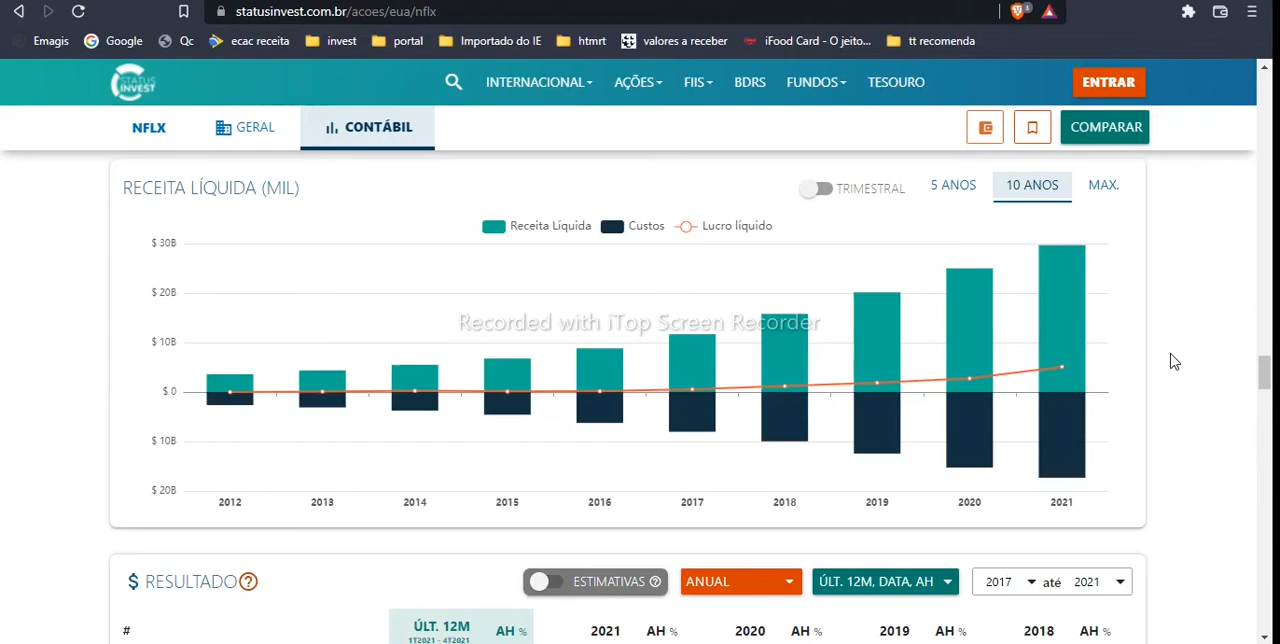 statusinvest.com.br/acoes/eua/nflx
1
Emagis Google Qc ecac receita invest portal Importado do IE htmrt valores a receber iFood Card - O jeito... tt recomenda
STATUS
INVEST
INTERNACIONAL AÇÕES FIIS BDRS FUNDOS TESOURO ENTRAR
NFLX GERAL CONTÁBIL COMPARAR
RECEITA LÍQUIDA (MIL) TRIMESTRAL 5 ANOS 10 ANOS MAX.
Receita Líquida Custos Lucro líquido
$ 30B
$ 20B
Recorded with iTop Screen Recorder
$ 10B
$ 0
$ 10B
$ 20B
2012 2013 2014 2015 2016 2017 2018 2019 2020 2021
$ RESULTADO ? ESTIMATIVAS ? ANUAL ÚLT. 12M, DATA, AH 2017 até 2021
# ÚLT. 12M AH % 2021 AH % 2020 AH % 2019 AH % 2018 AH %
1T2021 - 4T2021